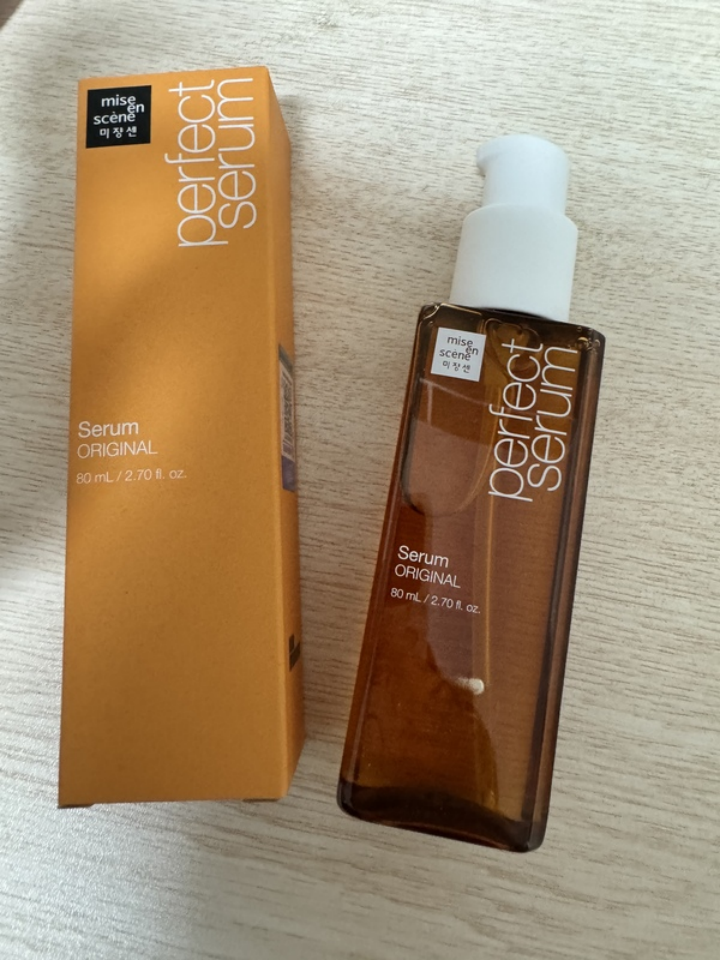 mise
en
scène
미쟝센
perfect
serum
Serum
ORIGINAL
80 mL / 2.70 fl. oz.
mise
en
scène
미쟝센
perfect
serum
Serum
ORIGINAL
80 mL / 2.70 fl. oz.